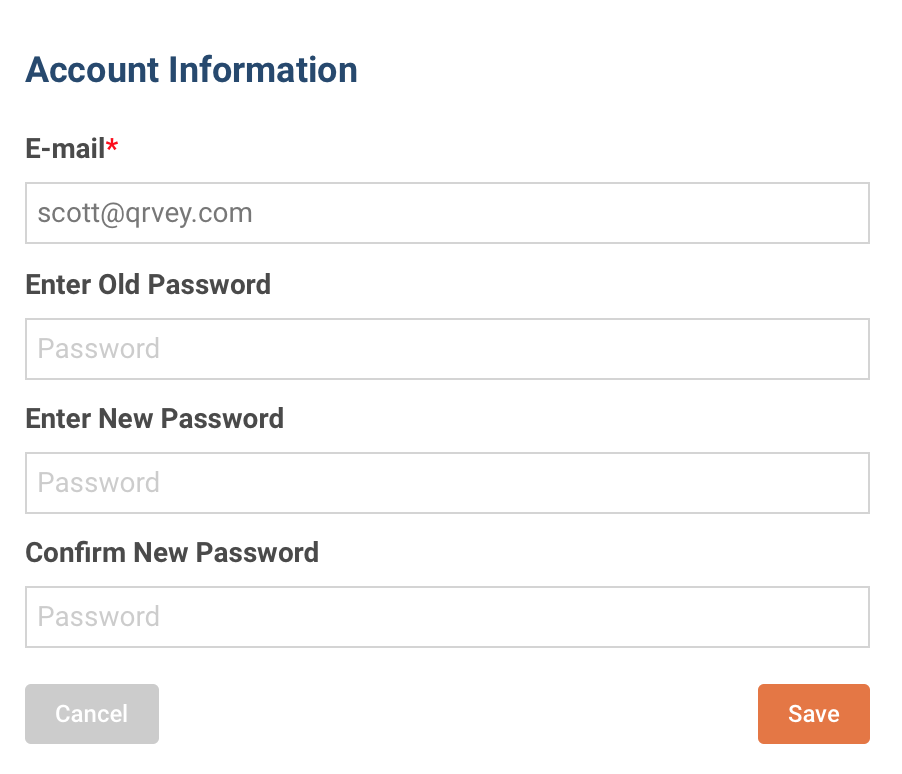 Account Information
E-mail*
scott@qrvey.com
Enter Old Password
Password
Enter New Password
Password
Confirm New Password
Password
Cancel Save